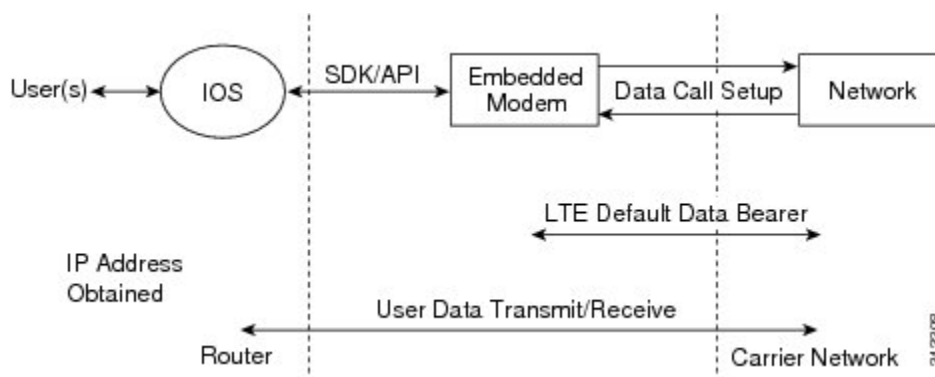 User(s)
IOS
SDK/API
Embedded
Modem
Data Call Setup
Network
LTE Default Data Bearer
IP Address
Obtained
User Data Transmit/Receive
Router
Carrier Network